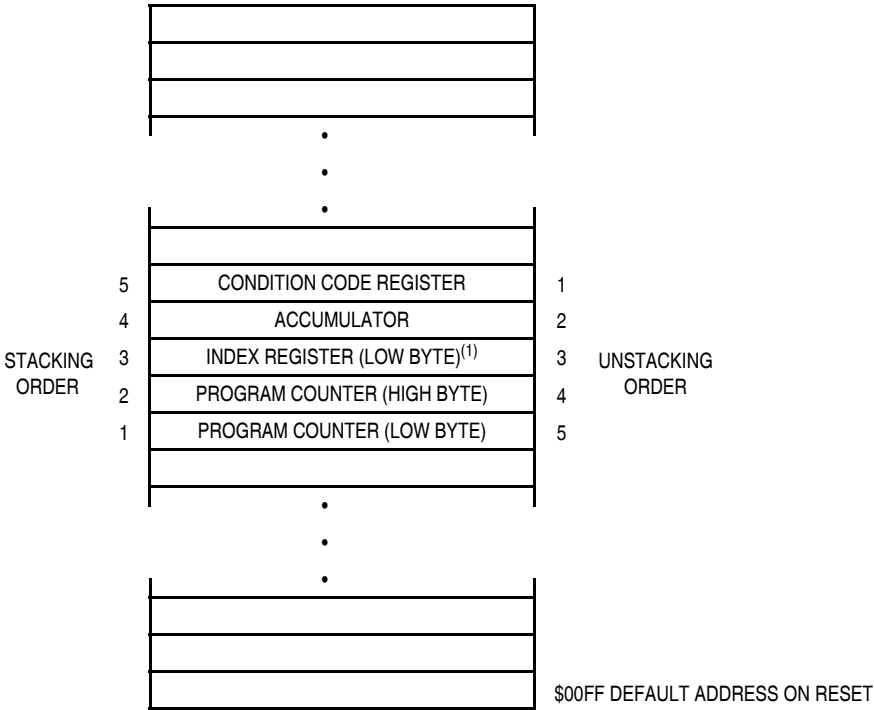 5 CONDITION CODE REGISTER 1
4 ACCUMULATOR 2
STACKING ORDER 3 INDEX REGISTER (LOW BYTE)(1) 3 UNSTACKING ORDER
2 PROGRAM COUNTER (HIGH BYTE) 4
1 PROGRAM COUNTER (LOW BYTE) 5
$00FF DEFAULT ADDRESS ON RESET